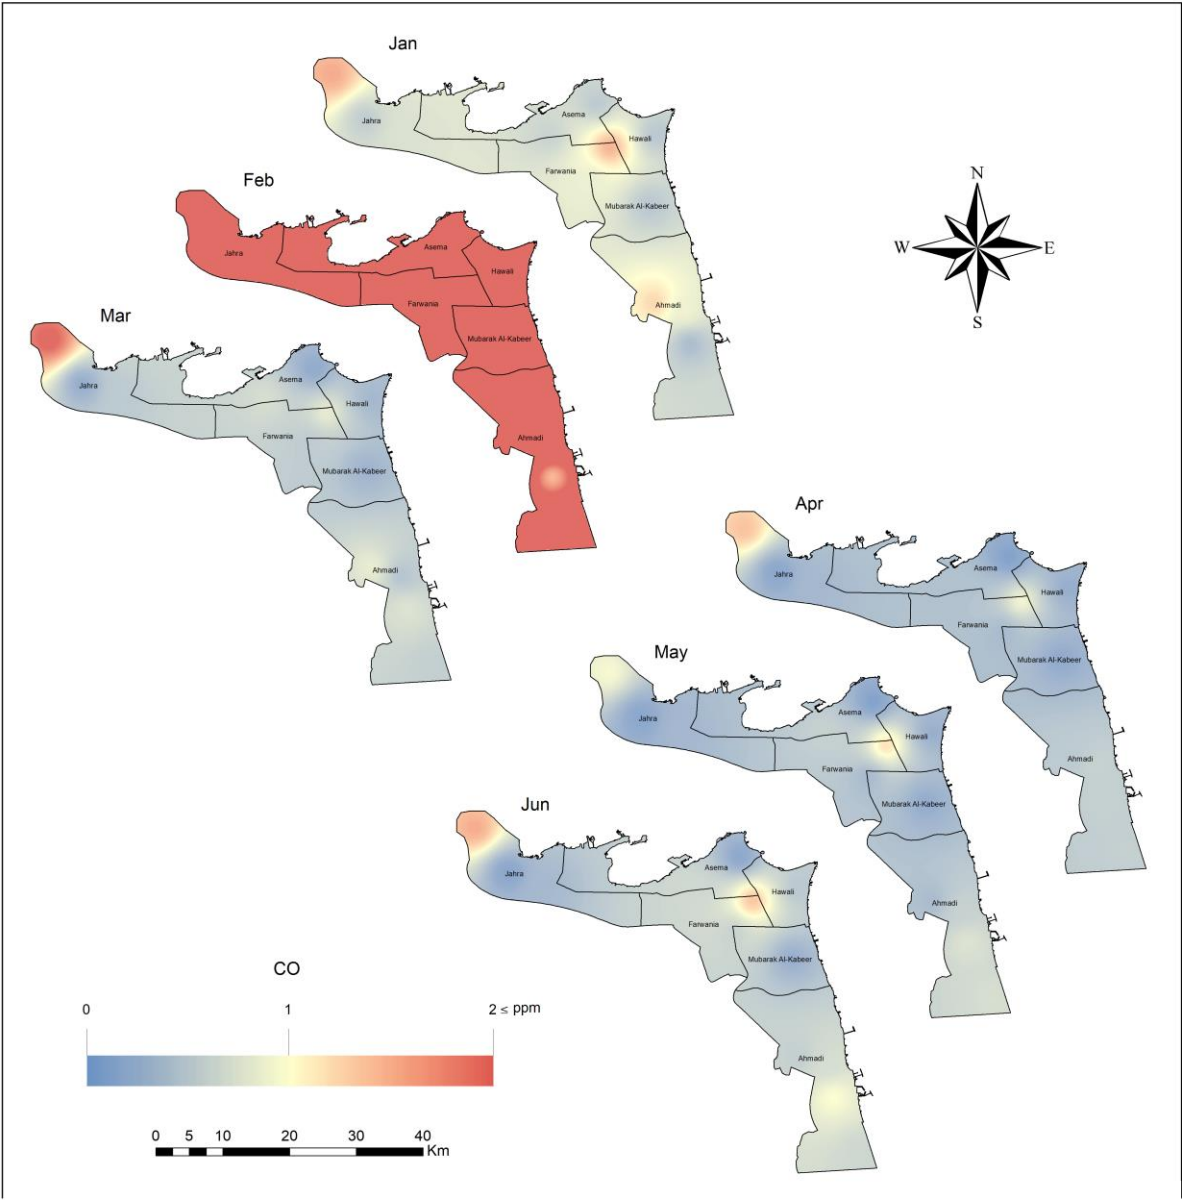 Jan
Jahra
Asema
Hawali
Farwania
Mubarak Al-Kabeer
Ahmadi
Feb
Jahra
Asema
Hawali
Farwania
Mubarak Al-Kabeer
Ahmadi
N
W E
S
Mar
Jahra
Asema
Hawali
Farwania
Mubarak Al-Kabeer
Ahmadi
Apr
Jahra
Asema
Hawali
Farwania
Mubarak Al-Kabeer
Ahmadi
May
Jahra
Asema
Hawali
Farwania
Mubarak Al-Kabeer
Ahmadi
Jun
Jahra
Asema
Hawali
Farwania
Mubarak Al-Kabeer
Ahmadi
CO
0 1 2 ≤ ppm
0 5 10 20 30 40
Km